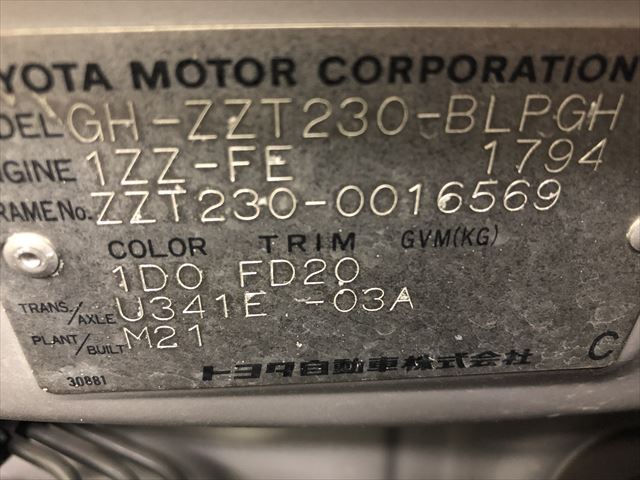 YOTA MOTOR CORPORATION
DEL GH-ZZT230-BLPGH
NGINE 1ZZ-FE 1794
RAME No. ZZT230-0016569
COLOR TRIM GVM(KG)
1D0 FD20
TRANS./AXLE U341E -03A
PLANT/BUILT M21
30881 トヨタ自動車株式会社 C